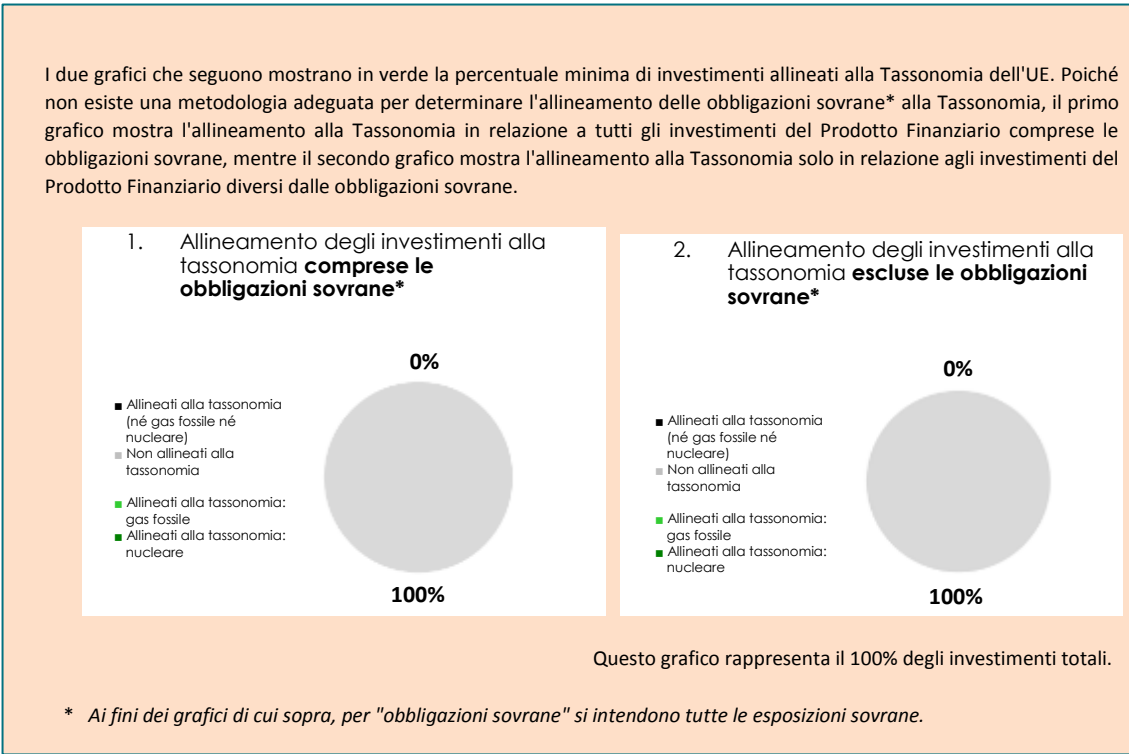 I due grafici che seguono mostrano in verde la percentuale minima di investimenti allineati alla Tassonomia dell'UE. Poiché
non esiste una metodologia adeguata per determinare l'allineamento delle obbligazioni sovrane* alla Tassonomia, il primo
grafico mostra l'allineamento alla Tassonomia in relazione a tutti gli investimenti del Prodotto Finanziario comprese le
obbligazioni sovrane, mentre il secondo grafico mostra l'allineamento alla Tassonomia solo in relazione agli investimenti del
Prodotto Finanziario diversi dalle obbligazioni sovrane.
1. Allineamento degli investimenti alla
tassonomia comprese le
obbligazioni sovrane*
0%
Allineati alla tassonomia
(né gas fossile né
nucleare)
Non allineati alla
tassonomia
Allineati alla tassonomia:
gas fossile
Allineati alla tassonomia:
nucleare
100%
2. Allineamento degli investimenti alla
tassonomia escluse le obbligazioni
sovrane*
0%
Allineati alla tassonomia
(né gas fossile né
nucleare)
Non allineati alla
tassonomia
Allineati alla tassonomia:
gas fossile
Allineati alla tassonomia:
nucleare
100%
Questo grafico rappresenta il 100% degli investimenti totali.
* Ai fini dei grafici di cui sopra, per "obbligazioni sovrane" si intendono tutte le esposizioni sovrane.